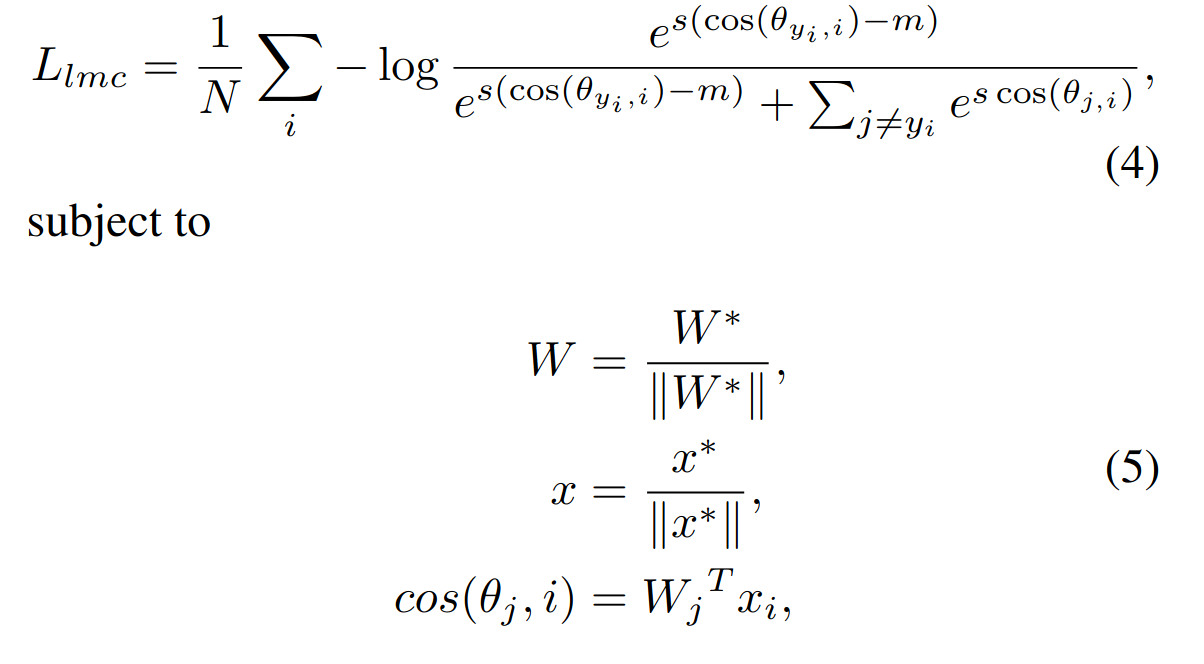 $$L_{lmc} = \frac{1}{N} \sum_{i} -\log \frac{e^{s(\cos(\theta_{y_i,i})-m)}}{e^{s(\cos(\theta_{y_i,i})-m)} + \sum_{j \neq y_i} e^{s\cos(\theta_{j,i})}},$$
(4)
subject to
$$W = \frac{W^*}{\|W^*\|},$$
$$x = \frac{x^*}{\|x^*\|},$$
(5)
$$cos(\theta_j, i) = {W_j}^T x_i,$$